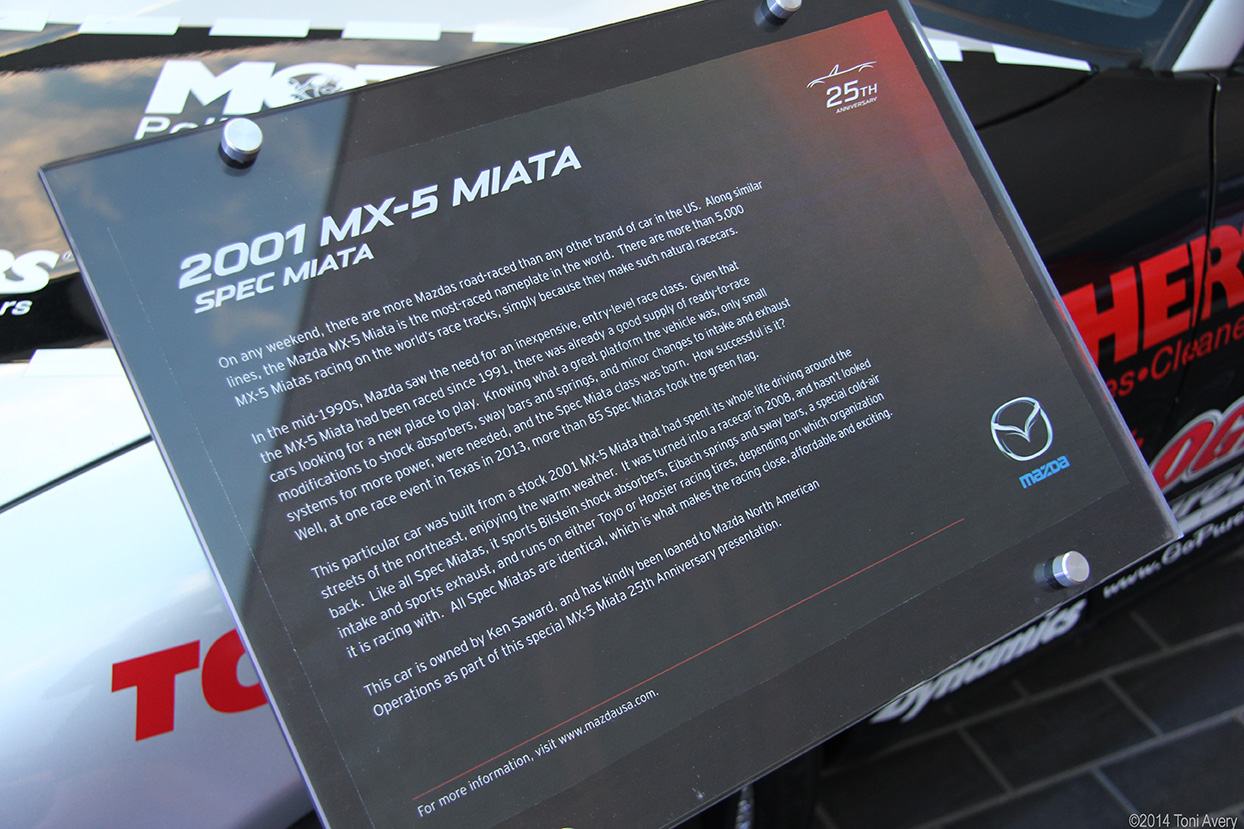 MOT
Poli
RS
rs
25TH
ANNIVERSARY
2001 MX-5 MIATA
SPEC MIATA
On any weekend, there are more Mazdas road-raced than any other brand of car in the US. Along similar
lines, the Mazda MX-5 Miata is the most-raced nameplate in the world. There are more than 5,000
MX-5 Miatas racing on the world's race tracks, simply because they make such natural racecars.
In the mid-1990s, Mazda saw the need for an inexpensive, entry-level race class. Given that
the MX-5 Miata had been raced since 1991, there was already a good supply of ready-to-race
cars looking for a new place to play. Knowing what a great platform the vehicle was, only small
modifications to shock absorbers, sway bars and springs, and minor changes to intake and exhaust
systems for more power, were needed, and the Spec Miata class was born. How successful is it?
Well, at one race event in Texas in 2013, more than 85 Spec Miatas took the green flag.
This particular car was built from a stock 2001 MX-5 Miata that had spent its whole life driving around the
streets of the northeast, enjoying the warm weather. It was turned into a racecar in 2008, and hasn't looked
back. Like all Spec Miatas, it sports Bilstein shock absorbers, Eibach springs and sway bars, a special cold-air
intake and sports exhaust, and runs on either Toyo or Hoosier racing tires, depending on which organization
it is racing with. All Spec Miatas are identical, which is what makes the racing close, affordable and exciting.
This car is owned by Ken Saward, and has kindly been loaned to Mazda North American
Operations as part of this special MX-5 Miata 25th Anniversary presentation.
For more information, visit www.mazdausa.com.
mazda
HERS
es•Cleane
OG
www.GoPure
Dynamics
TO
©2014 Toni Avery